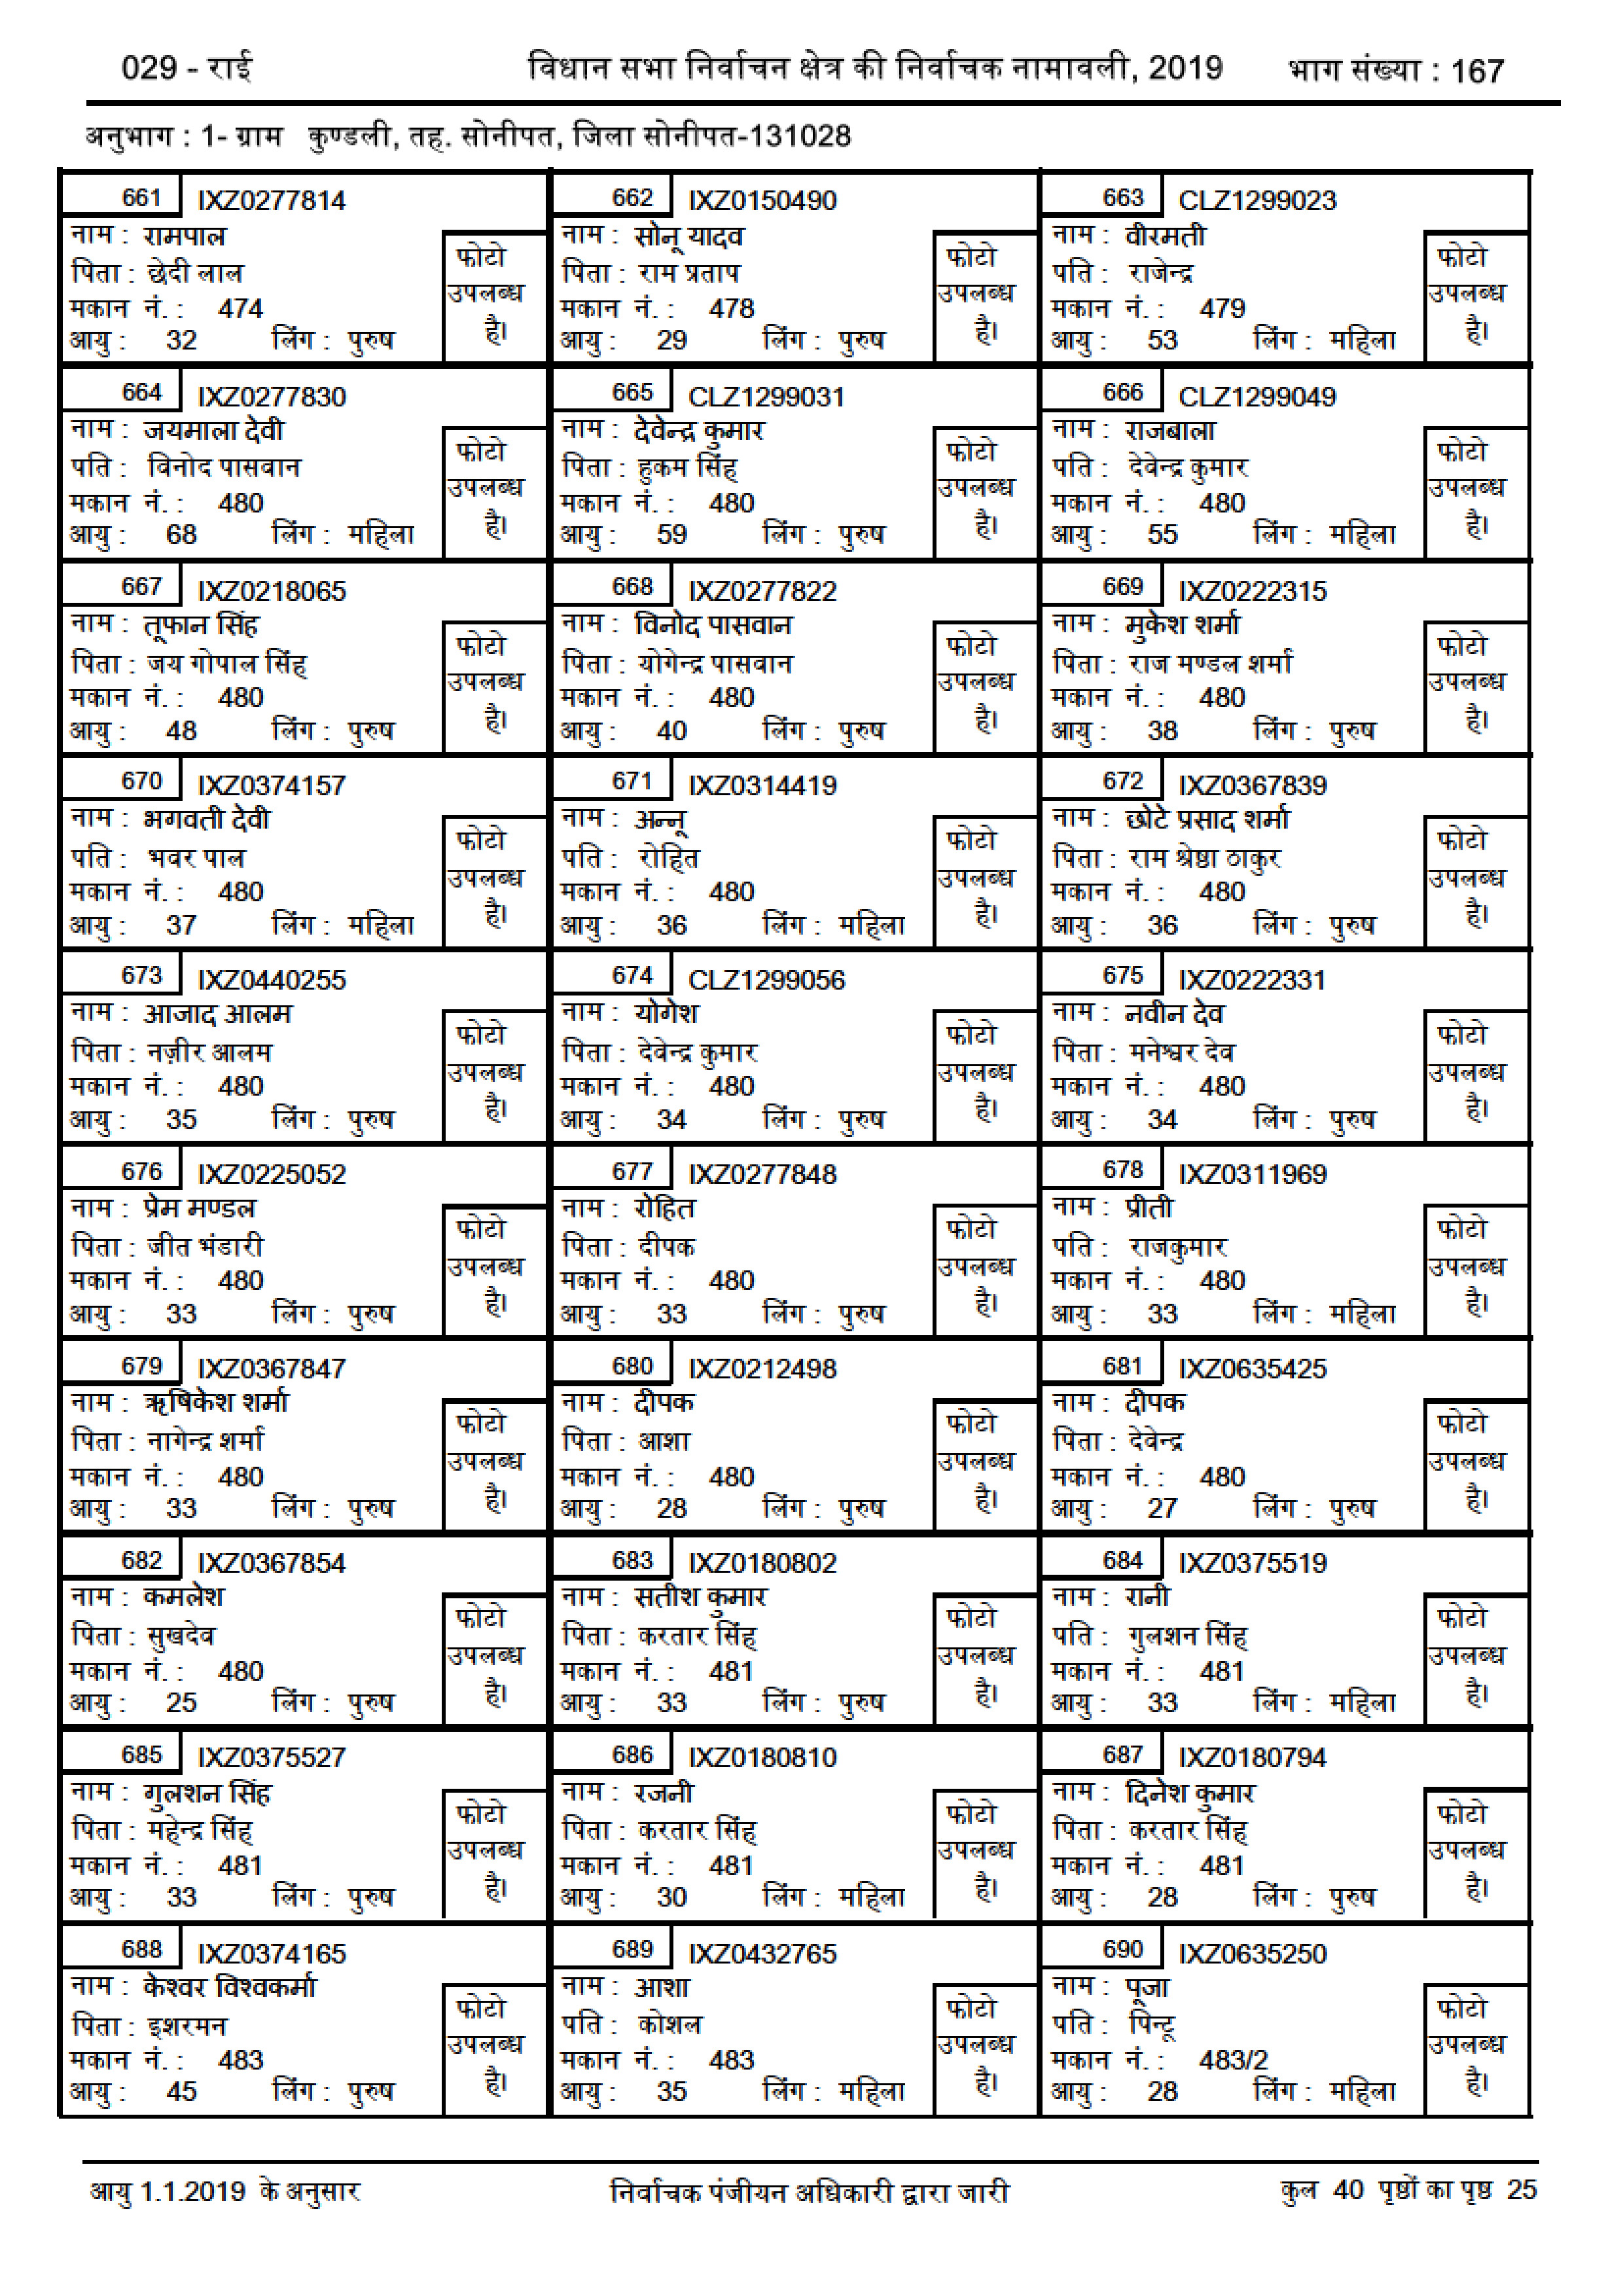 029 - राई विधान सभा निर्वाचन क्षेत्र की निर्वाचक नामावली, 2019 भाग संख्या : 167
अनुभाग : 1- ग्राम कुण्डली, तह. सोनीपत, जिला सोनीपत-131028
661 IXZ0277814
नाम : रामपाल
पिता : छेदी लाल
मकान नं. : 474
आयु : 32 लिंग : पुरुष
फोटो
उपलब्ध
है।
662 IXZ0150490
नाम : सोनू यादव
पिता : राम प्रताप
मकान नं. : 478
आयु : 29 लिंग : पुरुष
फोटो
उपलब्ध
है।
663 CLZ1299023
नाम : वीरमती
पति : राजेन्द्र
मकान नं. : 479
आयु : 53 लिंग : महिला
फोटो
उपलब्ध
है।
664 IXZ0277830
नाम : जयमाला देवी
पति : विनोद पासवान
मकान नं. : 480
आयु : 68 लिंग : महिला
फोटो
उपलब्ध
है।
665 CLZ1299031
नाम : देवेन्द्र कुमार
पिता : हुकम सिंह
मकान नं. : 480
आयु : 59 लिंग : पुरुष
फोटो
उपलब्ध
है।
666 CLZ1299049
नाम : राजबाला
पति : देवेन्द्र कुमार
मकान नं. : 480
आयु : 55 लिंग : महिला
फोटो
उपलब्ध
है।
667 IXZ0218065
नाम : तूफान सिंह
पिता : जय गोपाल सिंह
मकान नं. : 480
आयु : 48 लिंग : पुरुष
फोटो
उपलब्ध
है।
668 IXZ0277822
नाम : विनोद पासवान
पिता : योगेन्द्र पासवान
मकान नं. : 480
आयु : 40 लिंग : पुरुष
फोटो
उपलब्ध
है।
669 IXZ0222315
नाम : मुकेश शर्मा
पिता : राज मण्डल शर्मा
मकान नं. : 480
आयु : 38 लिंग : पुरुष
फोटो
उपलब्ध
है।
670 IXZ0374157
नाम : भगवती देवी
पति : भवर पाल
मकान नं. : 480
आयु : 37 लिंग : महिला
फोटो
उपलब्ध
है।
671 IXZ0314419
नाम : अन्नू
पति : रोहित
मकान नं. : 480
आयु : 36 लिंग : महिला
फोटो
उपलब्ध
है।
672 IXZ0367839
नाम : छोटे प्रसाद शर्मा
पिता : राम श्रेष्ठा ठाकुर
मकान नं. : 480
आयु : 36 लिंग : पुरुष
फोटो
उपलब्ध
है।
673 IXZ0440255
नाम : आजाद आलम
पिता : नज़ीर आलम
मकान नं. : 480
आयु : 35 लिंग : पुरुष
फोटो
उपलब्ध
है।
674 CLZ1299056
नाम : योगेश
पिता : देवेन्द्र कुमार
मकान नं. : 480
आयु : 34 लिंग : पुरुष
फोटो
उपलब्ध
है।
675 IXZ0222331
नाम : नवीन देव
पिता : मनेश्वर देव
मकान नं. : 480
आयु : 34 लिंग : पुरुष
फोटो
उपलब्ध
है।
676 IXZ0225052
नाम : प्रेम मण्डल
पिता : जीत भंडारी
मकान नं. : 480
आयु : 33 लिंग : पुरुष
फोटो
उपलब्ध
है।
677 IXZ0277848
नाम : रोहित
पिता : दीपक
मकान नं. : 480
आयु : 33 लिंग : पुरुष
फोटो
उपलब्ध
है।
678 IXZ0311969
नाम : प्रीती
पति : राजकुमार
मकान नं. : 480
आयु : 33 लिंग : महिला
फोटो
उपलब्ध
है।
679 IXZ0367847
नाम : ऋषिकेश शर्मा
पिता : नागेन्द्र शर्मा
मकान नं. : 480
आयु : 33 लिंग : पुरुष
फोटो
उपलब्ध
है।
680 IXZ0212498
नाम : दीपक
पिता : आशा
मकान नं. : 480
आयु : 28 लिंग : पुरुष
फोटो
उपलब्ध
है।
681 IXZ0635425
नाम : दीपक
पिता : देवेन्द्र
मकान नं. : 480
आयु : 27 लिंग : पुरुष
फोटो
उपलब्ध
है।
682 IXZ0367854
नाम : कमलेश
पिता : सुखदेव
मकान नं. : 480
आयु : 25 लिंग : पुरुष
फोटो
उपलब्ध
है।
683 IXZ0180802
नाम : सतीश कुमार
पिता : करतार सिंह
मकान नं. : 481
आयु : 33 लिंग : पुरुष
फोटो
उपलब्ध
है।
684 IXZ0375519
नाम : रानी
पति : गुलशन सिंह
मकान नं. : 481
आयु : 33 लिंग : महिला
फोटो
उपलब्ध
है।
685 IXZ0375527
नाम : गुलशन सिंह
पिता : महेन्द्र सिंह
मकान नं. : 481
आयु : 33 लिंग : पुरुष
फोटो
उपलब्ध
है।
686 IXZ0180810
नाम : रजनी
पिता : करतार सिंह
मकान नं. : 481
आयु : 30 लिंग : महिला
फोटो
उपलब्ध
है।
687 IXZ0180794
नाम : दिनेश कुमार
पिता : करतार सिंह
मकान नं. : 481
आयु : 28 लिंग : पुरुष
फोटो
उपलब्ध
है।
688 IXZ0374165
नाम : केश्वर विश्वकर्मा
पिता : इशरमन
मकान नं. : 483
आयु : 45 लिंग : पुरुष
फोटो
उपलब्ध
है।
689 IXZ0432765
नाम : आशा
पति : कोशल
मकान नं. : 483
आयु : 35 लिंग : महिला
फोटो
उपलब्ध
है।
690 IXZ0635250
नाम : पूजा
पति : पिन्टू
मकान नं. : 483/2
आयु : 28 लिंग : महिला
फोटो
उपलब्ध
है।
आयु 1.1.2019 के अनुसार निर्वाचक पंजीयन अधिकारी द्वारा जारी कुल 40 पृष्ठों का पृष्ठ 25